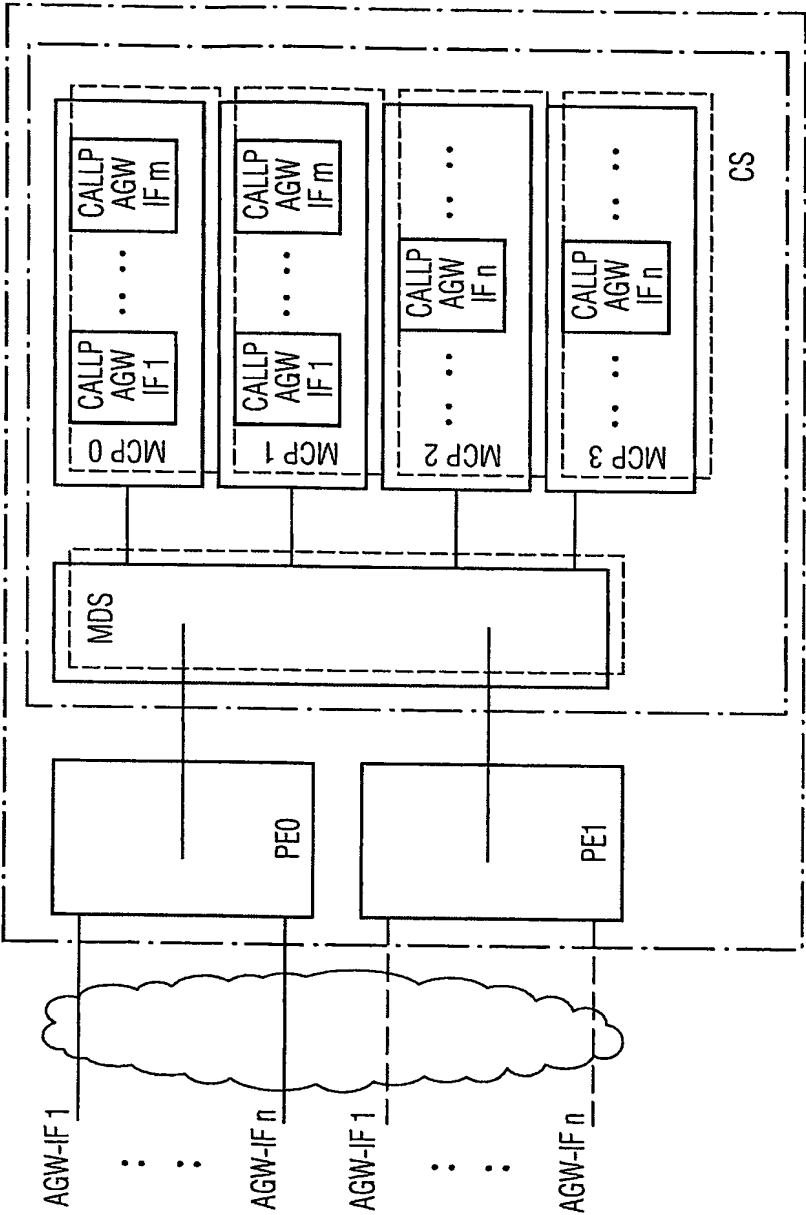 AGW-IF 1
AGW-IF n
AGW-IF 1
AGW-IF n
PE0
PE1
MDS
MCP 0
CALLP
AGW
IF 1
CALLP
AGW
IF m
MCP 1
CALLP
AGW
IF 1
CALLP
AGW
IF m
MCP 2
CALLP
AGW
IF n
MCP 3
CALLP
AGW
IF n
CS